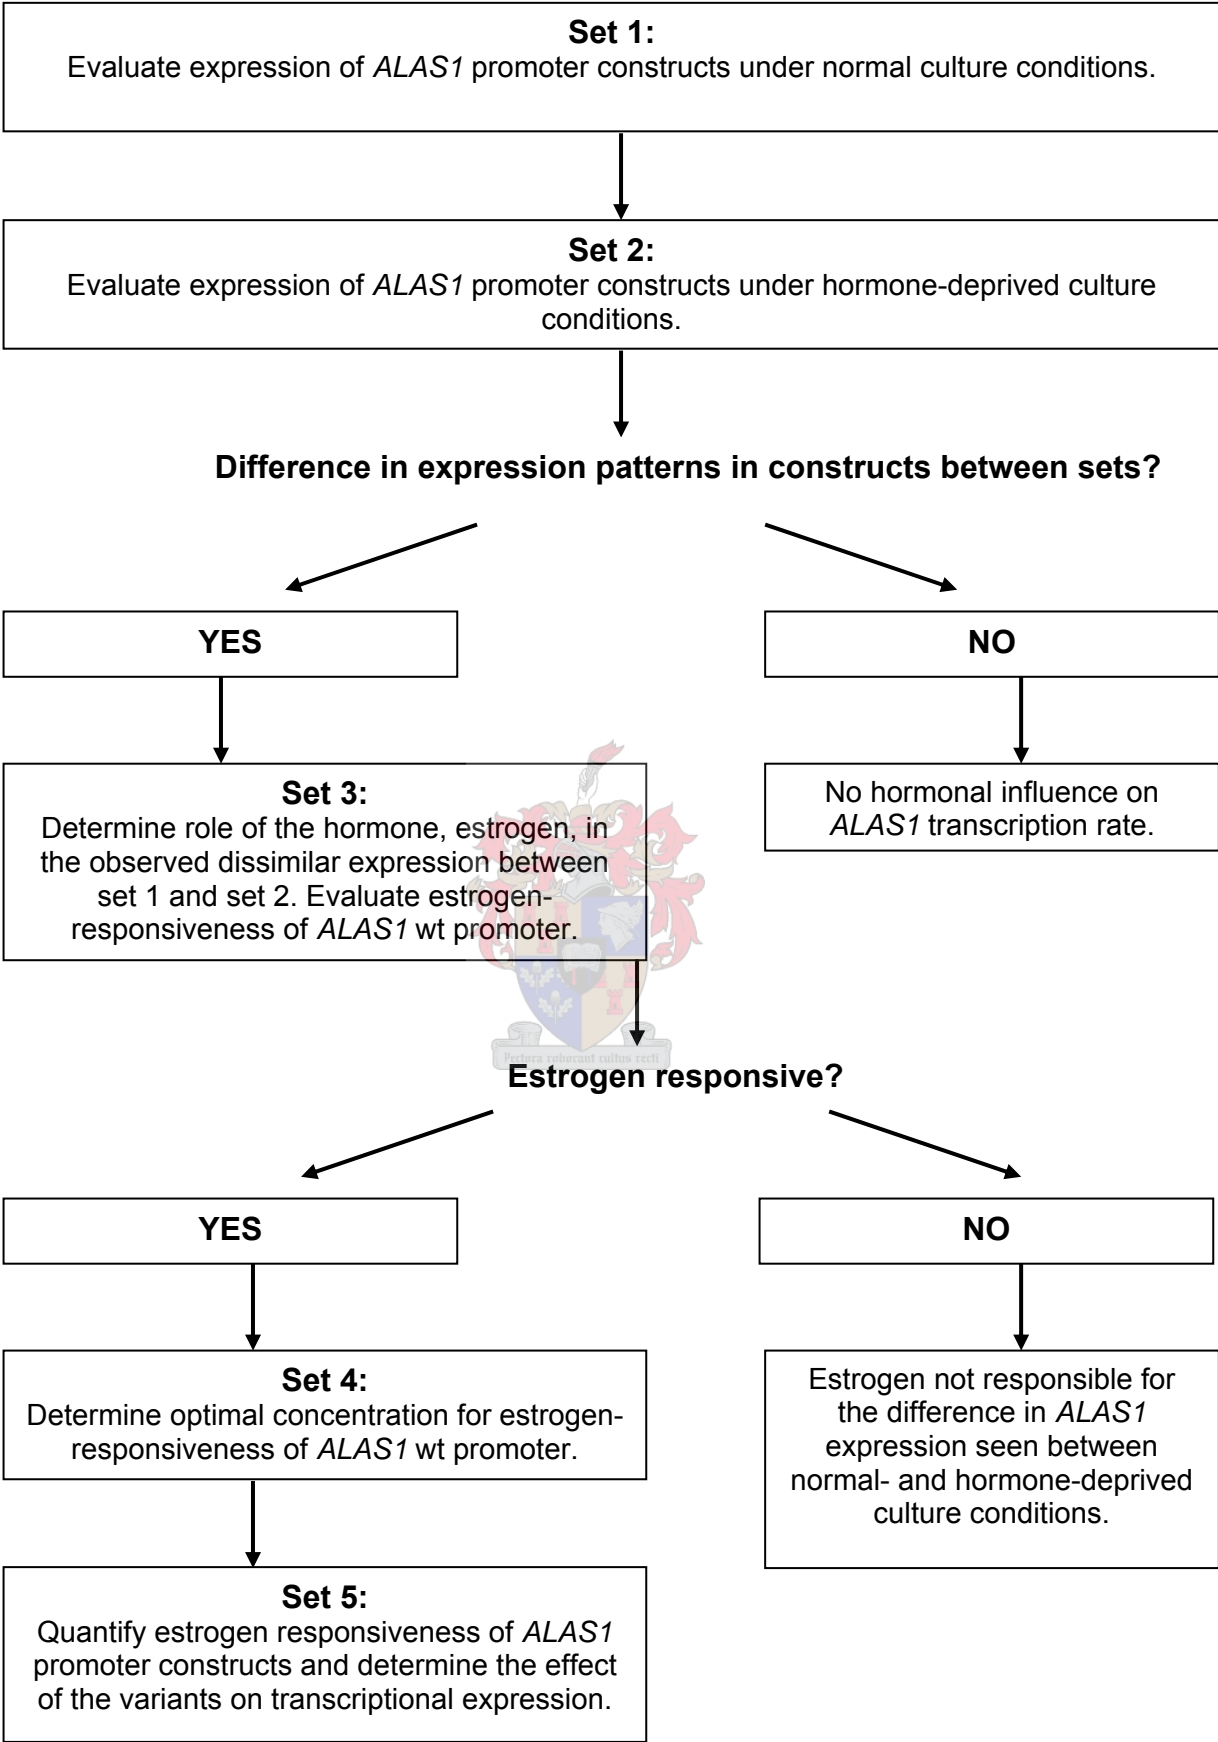 Set 1:
Evaluate expression of ALAS1 promoter constructs under normal culture conditions.
Set 2:
Evaluate expression of ALAS1 promoter constructs under hormone-deprived culture
conditions.
Difference in expression patterns in constructs between sets?
YES
NO
Set 3:
Determine role of the hormone, estrogen, in
the observed dissimilar expression between
set 1 and set 2. Evaluate estrogen-
responsiveness of ALAS1 wt promoter.
No hormonal influence on
ALAS1 transcription rate.
Pectora roborant cultus recti
Estrogen responsive?
YES
NO
Set 4:
Determine optimal concentration for estrogen-
responsiveness of ALAS1 wt promoter.
Estrogen not responsible for
the difference in ALAS1
expression seen between
normal- and hormone-deprived
culture conditions.
Set 5:
Quantify estrogen responsiveness of ALAS1
promoter constructs and determine the effect
of the variants on transcriptional expression.